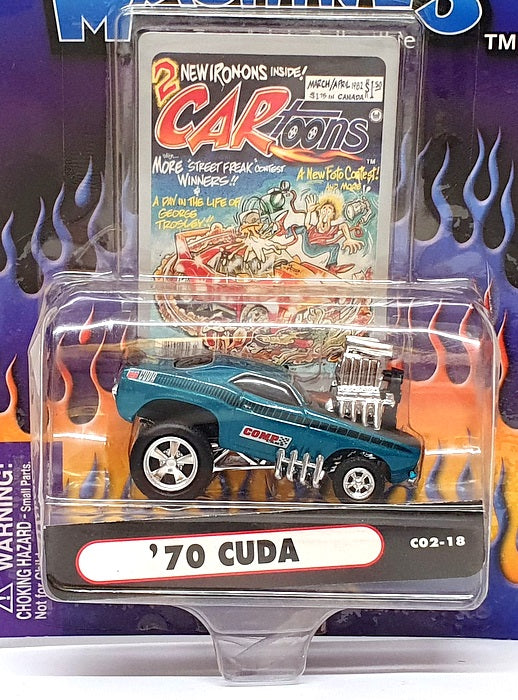 TM
2 NEW IRON-ONS INSIDE!
MARCH/APRIL 1982 $1.50
$1.75 IN CANADA
CARtoons
TM
MORE "STREET FREAK" CONTEST
WINNERS!!
&
A DAY IN THE LIFE OF
GEORGE
TROSLEY!!
A New Foto Contest!
AND MORE!
COMP
'70 CUDA
C02-18
WARNING:
CHOKING HAZARD - Small Parts.
Not for